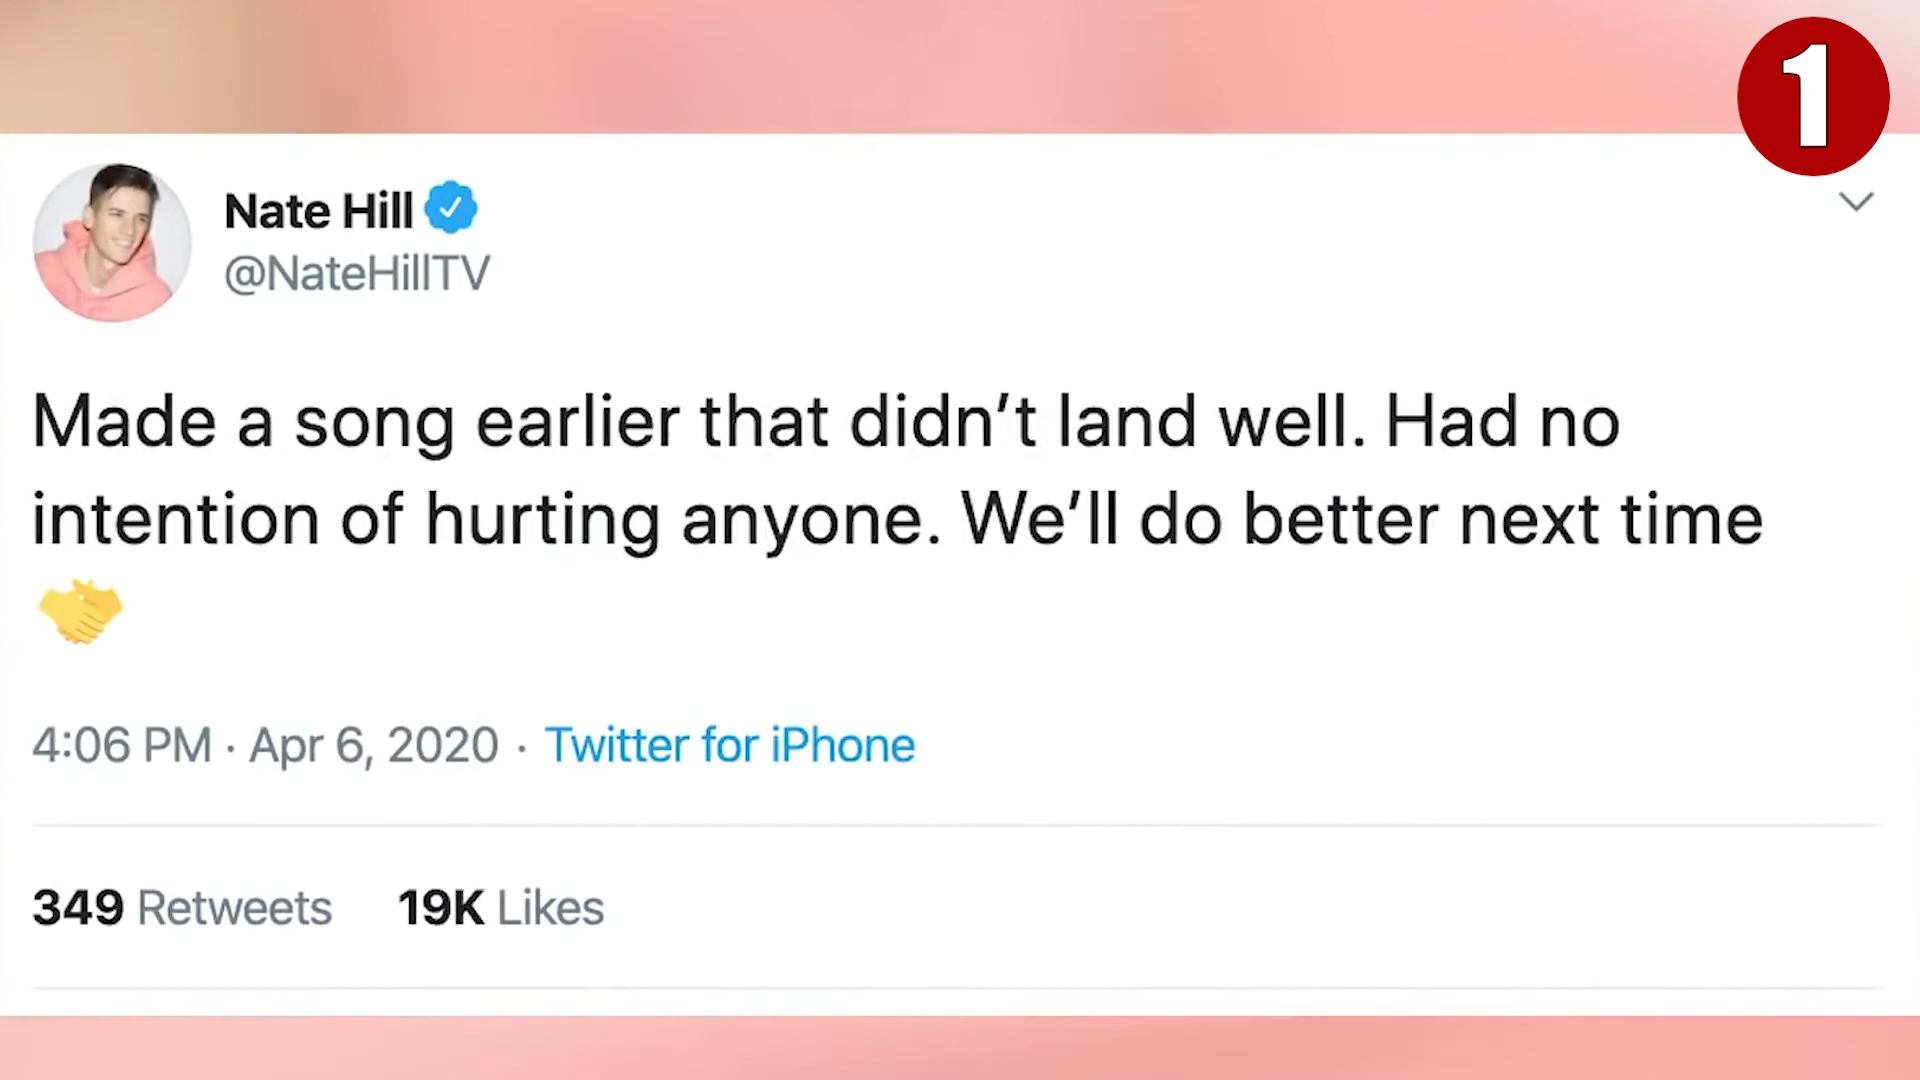 1
Nate Hill
@NateHillTV
Made a song earlier that didn’t land well. Had no
intention of hurting anyone. We’ll do better next time
🤝
4:06 PM · Apr 6, 2020 · Twitter for iPhone
349 Retweets 19K Likes